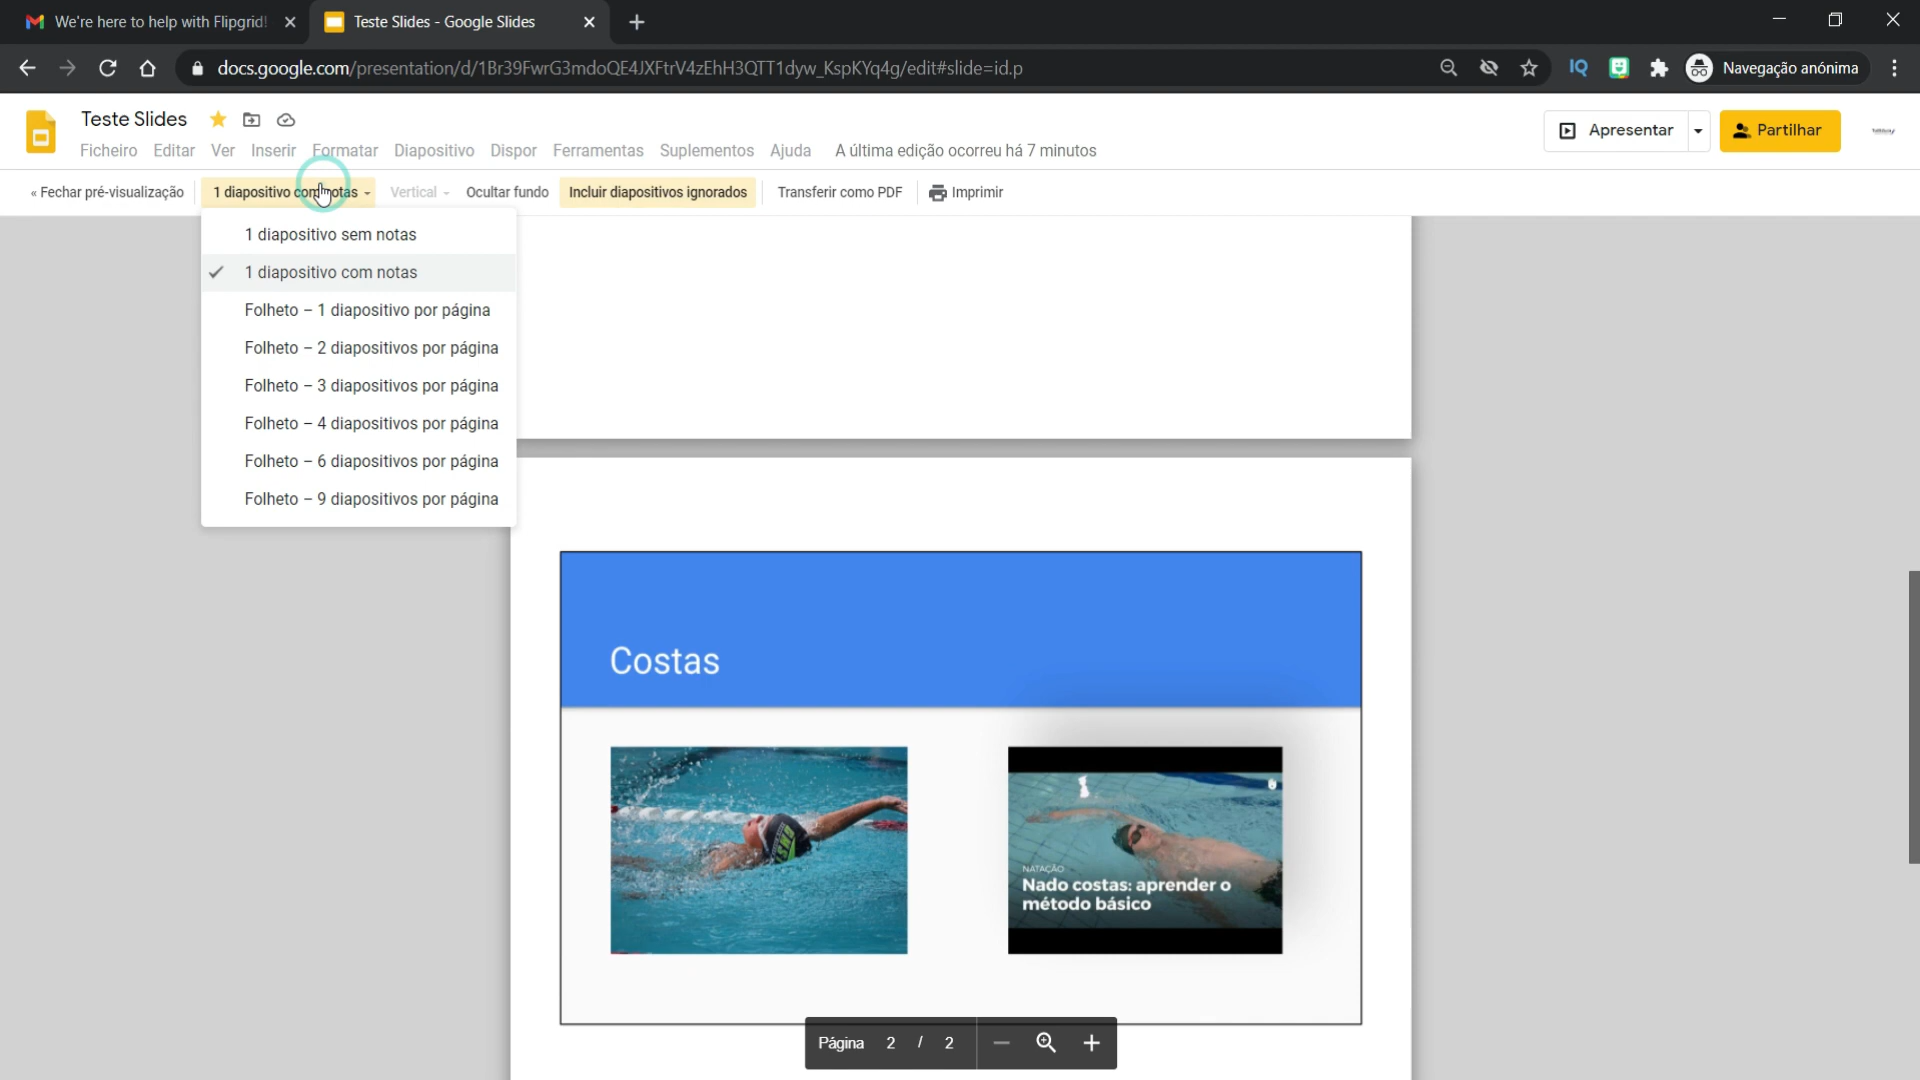 We're here to help with Flipgrid!
Teste Slides - Google Slides
docs.google.com/presentation/d/1Br39FwrG3mdoQE4JXFtrV4zEhH3QTT1dyw_KspKYq4g/edit#slide=id.p
IQ
Navegação anónima
Teste Slides
Apresentar
Partilhar
Ficheiro Editar Ver Inserir Formatar Diapositivo Dispor Ferramentas Suplementos Ajuda A última edição ocorreu há 7 minutos
« Fechar pré-visualização
1 diapositivo com notas
Vertical
Ocultar fundo
Incluir diapositivos ignorados
Transferir como PDF
Imprimir
1 diapositivo sem notas
1 diapositivo com notas
Folheto – 1 diapositivo por página
Folheto – 2 diapositivos por página
Folheto – 3 diapositivos por página
Folheto – 4 diapositivos por página
Folheto – 6 diapositivos por página
Folheto – 9 diapositivos por página
Costas
NATAÇÃO
Nado costas: aprender o
método básico
Página 2 / 2